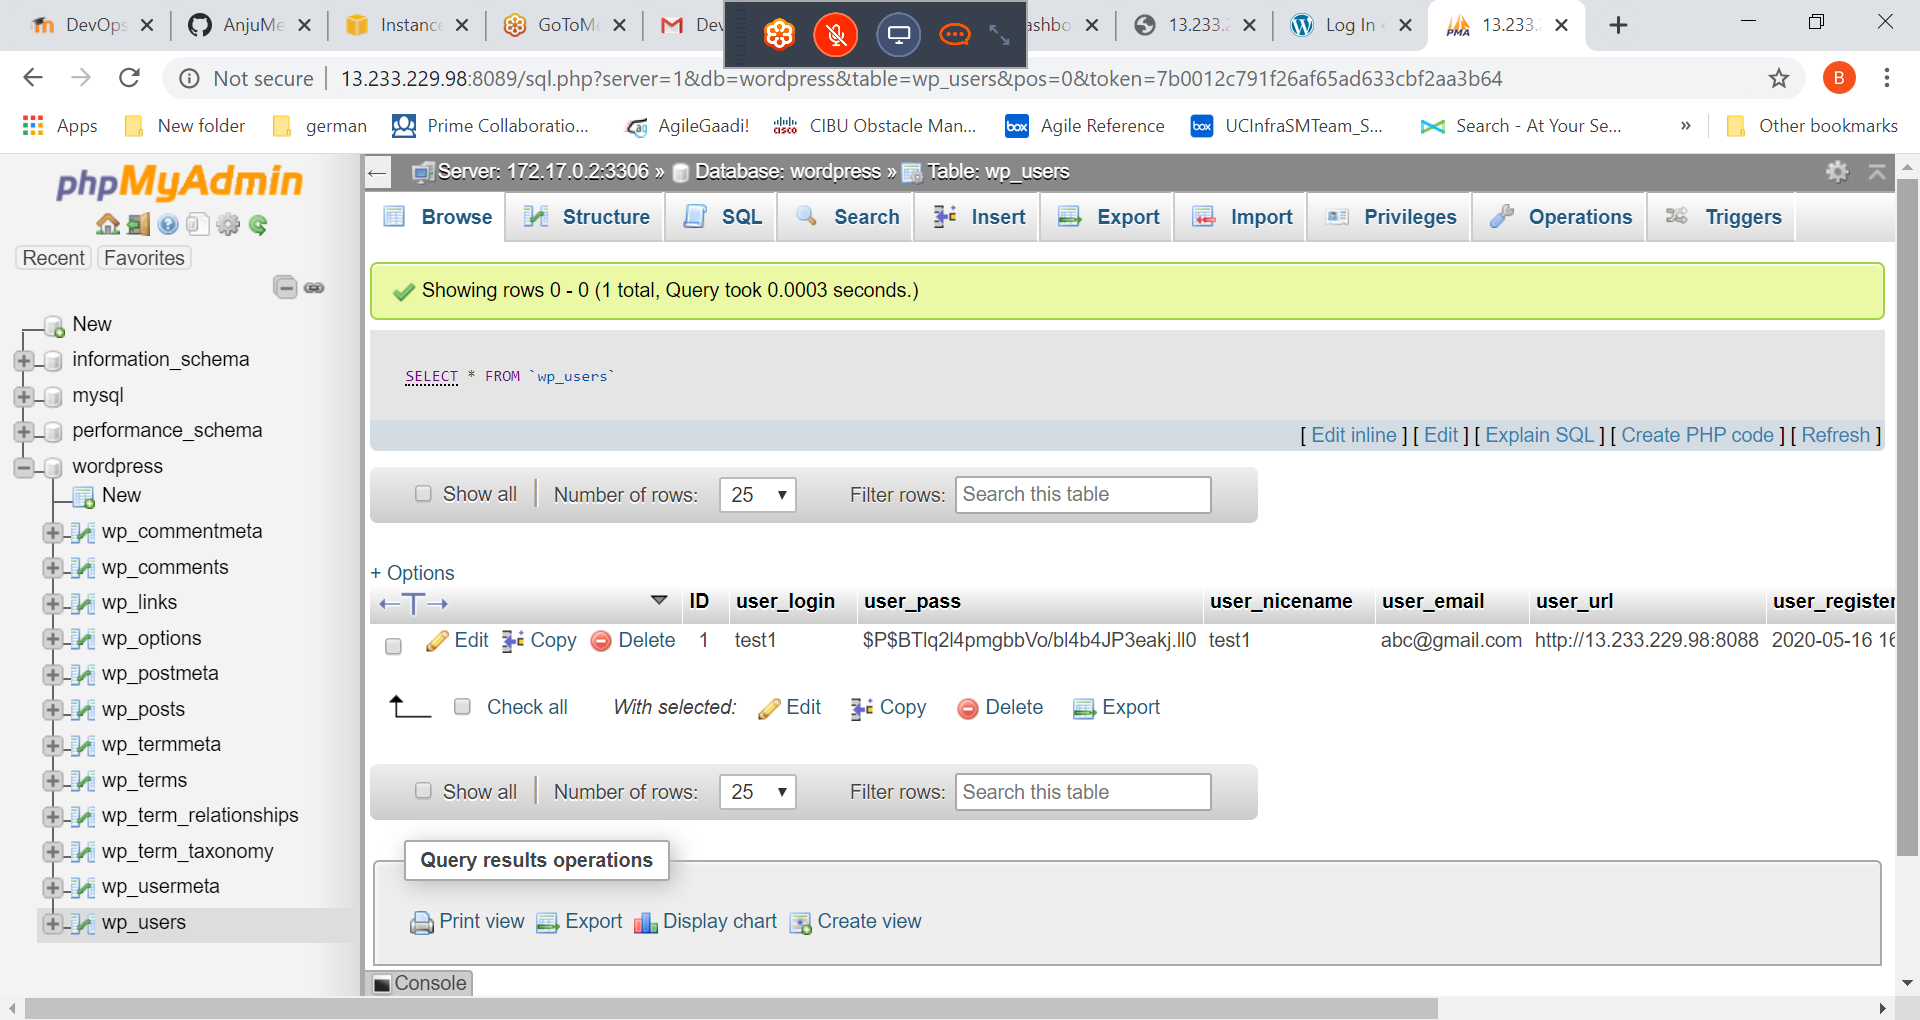 DevOps
AnjuMe
Instance
GoToMe
Dev
ashbo
13.233.
Log In
PMA
13.233.
Not secure
13.233.229.98:8089/sql.php?server=1&db=wordpress&table=wp_users&pos=0&token=7b0012c791f26af65ad633cbf2aa3b64
B
Apps
New folder
german
Prime Collaboratio...
AgileGaadi!
CIBU Obstacle Man...
box
Agile Reference
box
UCInfraSMTeam_S...
Search - At Your Se...
»
Other bookmarks
phpMyAdmin
Recent
Favorites
New
information_schema
mysql
performance_schema
wordpress
New
wp_commentmeta
wp_comments
wp_links
wp_options
wp_postmeta
wp_posts
wp_termmeta
wp_terms
wp_term_relationships
wp_term_taxonomy
wp_usermeta
wp_users
Server: 172.17.0.2:3306 » Database: wordpress » Table: wp_users
Browse
Structure
SQL
Search
Insert
Export
Import
Privileges
Operations
Triggers
Showing rows 0 - 0 (1 total, Query took 0.0003 seconds.)
SELECT * FROM `wp_users`
[ Edit inline ] [ Edit ] [ Explain SQL ] [ Create PHP code ] [ Refresh ]
Show all
Number of rows: 25
Filter rows: Search this table
+ Options
ID user_login user_pass user_nicename user_email user_url user_register
Edit Copy Delete 1 test1 $P$BTlq2l4pmgbbVo/bl4b4JP3eakj.ll0 test1 abc@gmail.com http://13.233.229.98:8088 2020-05-16 16
Check all With selected: Edit Copy Delete Export
Show all
Number of rows: 25
Filter rows: Search this table
Query results operations
Print view Export Display chart Create view
Console